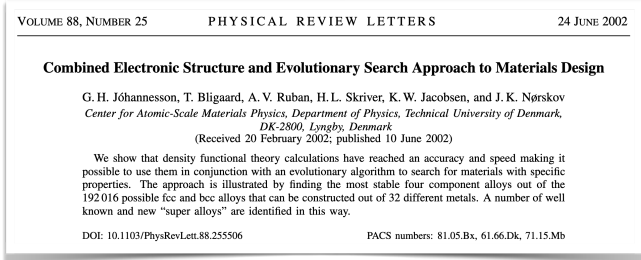 VOLUME 88, NUMBER 25 PHYSICAL REVIEW LETTERS 24 JUNE 2002
Combined Electronic Structure and Evolutionary Search Approach to Materials Design
G. H. Jóhannesson, T. Bligaard, A. V. Ruban, H. L. Skriver, K. W. Jacobsen, and J. K. Nørskov
Center for Atomic-Scale Materials Physics, Department of Physics, Technical University of Denmark,
DK-2800, Lyngby, Denmark
(Received 20 February 2002; published 10 June 2002)
We show that density functional theory calculations have reached an accuracy and speed making it
possible to use them in conjunction with an evolutionary algorithm to search for materials with specific
properties. The approach is illustrated by finding the most stable four component alloys out of the
192 016 possible fcc and bcc alloys that can be constructed out of 32 different metals. A number of well
known and new “super alloys” are identified in this way.
DOI: 10.1103/PhysRevLett.88.255506 PACS numbers: 81.05.Bx, 61.66.Dk, 71.15.Mb